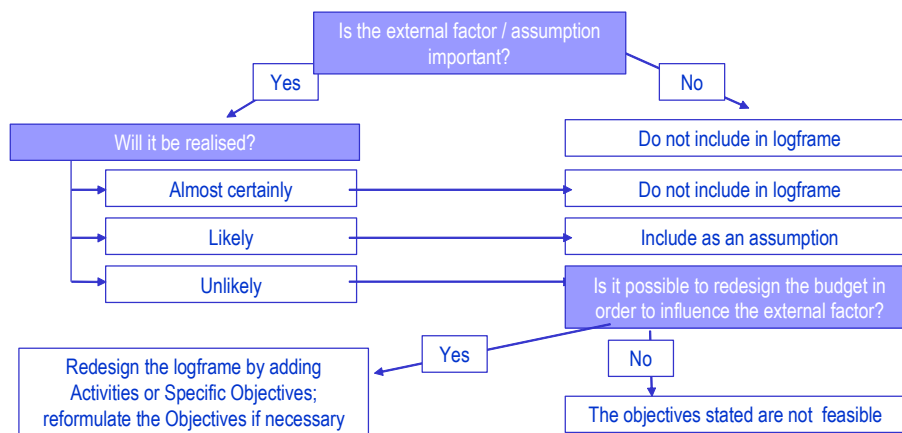 Is the external factor / assumption
important?
Yes
No
Will it be realised?
Do not include in logframe
Almost certainly
Do not include in logframe
Likely
Include as an assumption
Unlikely
Is it possible to redesign the budget in
order to influence the external factor?
Yes
No
Redesign the logframe by adding
Activities or Specific Objectives;
reformulate the Objectives if necessary
The objectives stated are not feasible